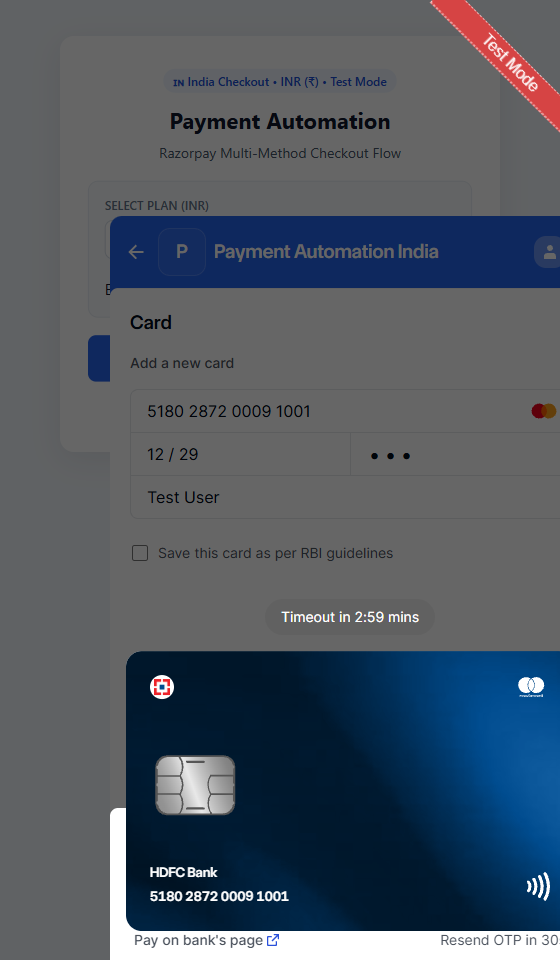 Test Mode
IN India Checkout • INR (₹) • Test Mode
Payment Automation
Razorpay Multi-Method Checkout Flow
SELECT PLAN (INR)
P Payment Automation India
Card
Add a new card
5180 2872 0009 1001
12 / 29 •••
Test User
Save this card as per RBI guidelines
Timeout in 2:59 mins
HDFC Bank
5180 2872 0009 1001
Pay on bank's page Resend OTP in 30